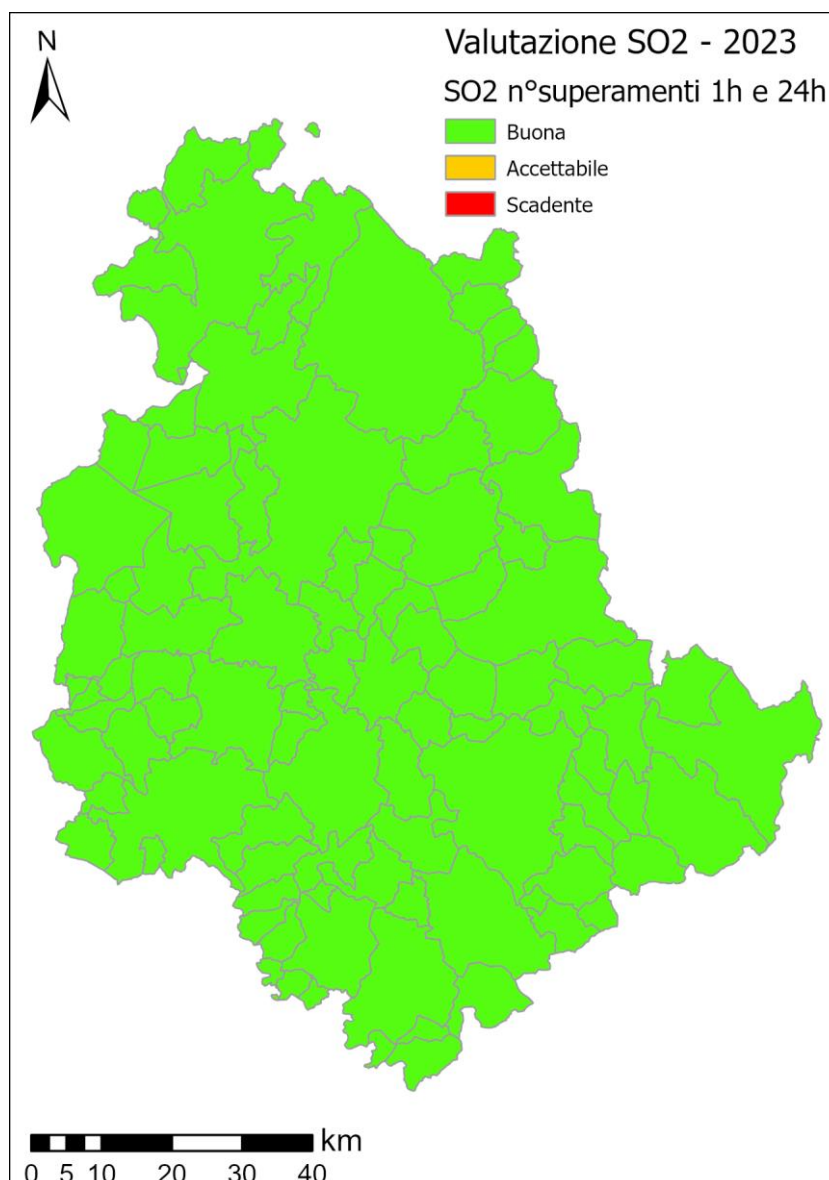 N
Valutazione SO2 - 2023
SO2 n°superamenti 1h e 24h
Buona
Accettabile
Scadente
km
0 5 10 20 30 40